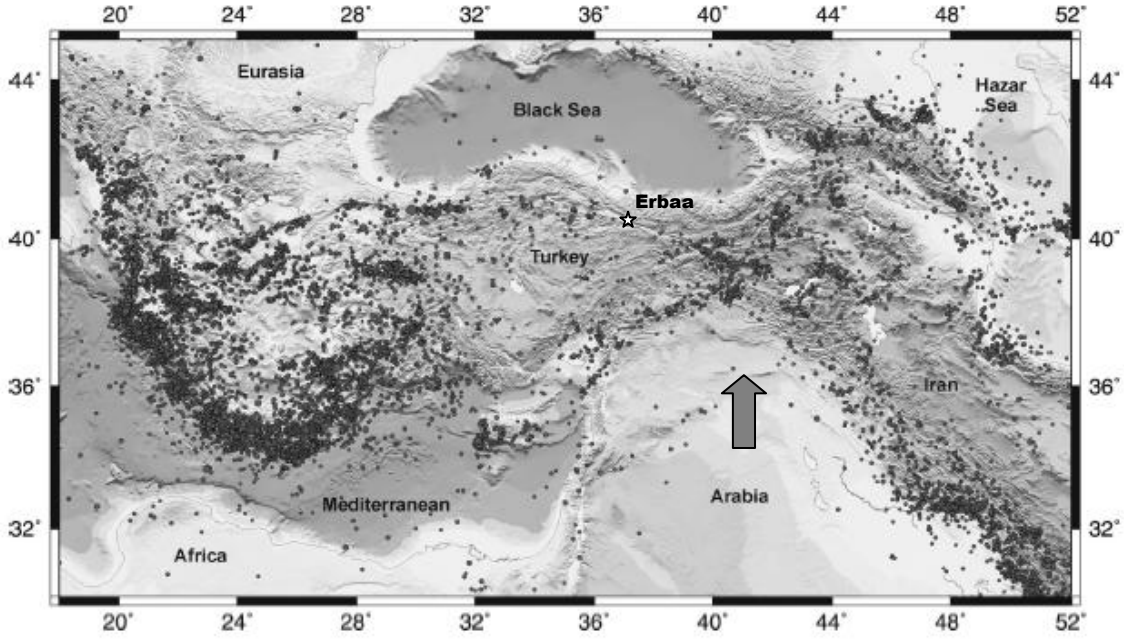 20˚ 24˚ 28˚ 32˚ 36˚ 40˚ 44˚ 48˚ 52˚
44˚ 44˚
Eurasia
Hazar
Sea
Black Sea
Erbaa
40˚ 40˚
Turkey
36˚ 36˚
Iran
Arabia
Mediterranean
32˚ 32˚
Africa
20˚ 24˚ 28˚ 32˚ 36˚ 40˚ 44˚ 48˚ 52˚